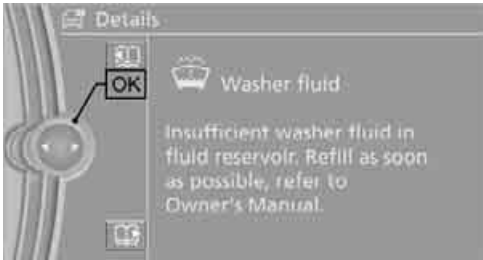 Details
OK
Washer fluid
Insufficient washer fluid in
fluid reservoir. Refill as soon
as possible, refer to
Owner's Manual.